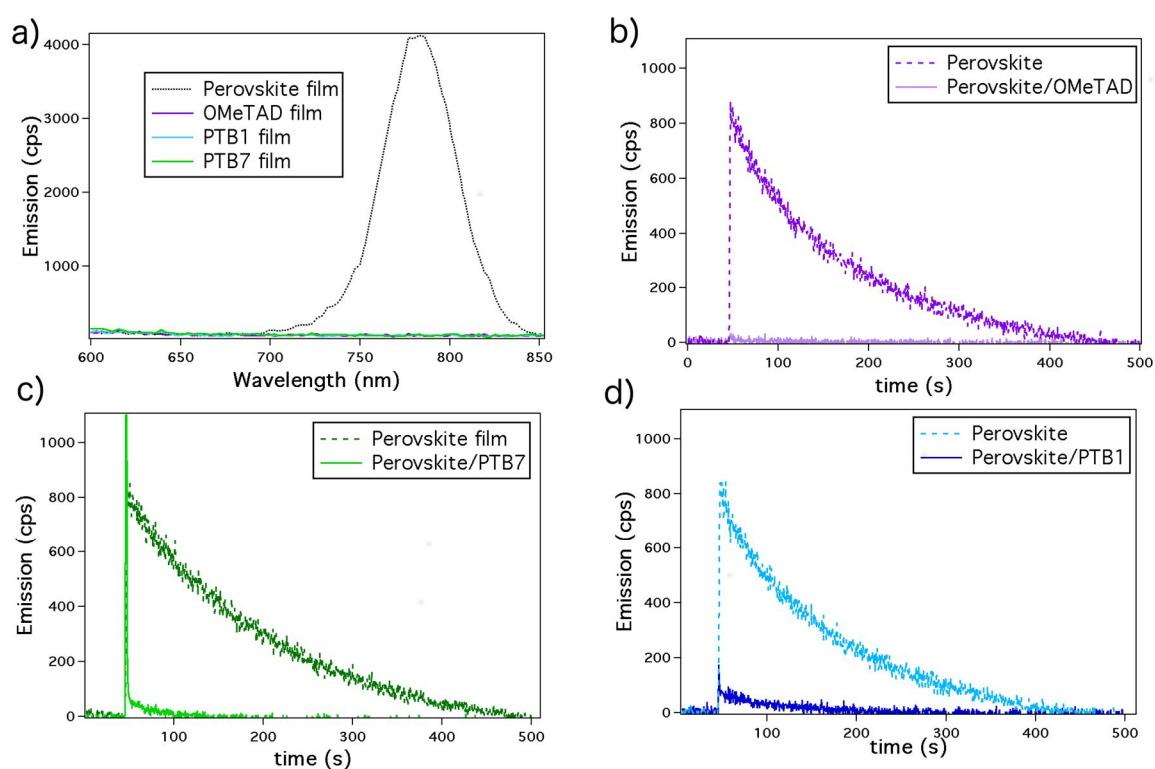 a)
4000
3000
2000
1000
Emission (cps)
Perovskite film
OMeTAD film
PTB1 film
PTB7 film
600
650
700
750
800
850
Wavelength (nm)
b)
1000
800
600
400
200
0
Emission (cps)
Perovskite
Perovskite/OMeTAD
0
100
200
300
400
500
time (s)
c)
1000
800
600
400
200
0
Emission (cps)
Perovskite film
Perovskite/PTB7
100
200
300
400
500
time (s)
d)
1000
800
600
400
200
0
Emission (cps)
Perovskite
Perovskite/PTB1
100
200
300
400
500
time (s)